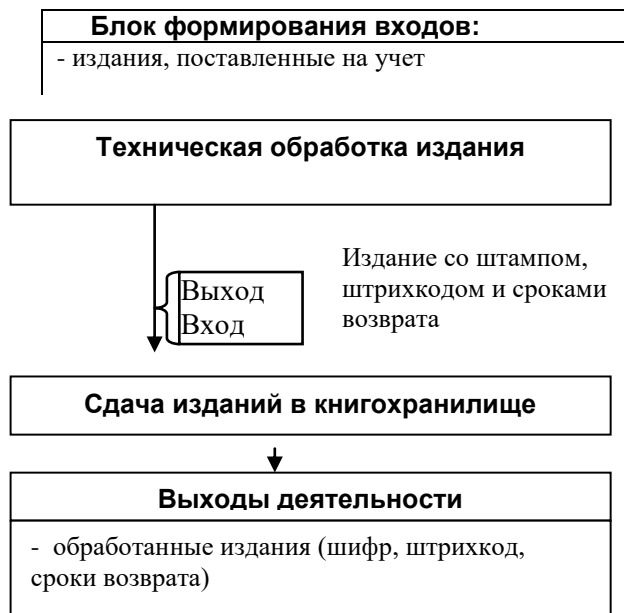 Блок формирования входов:
- издания, поставленные на учет
Техническая обработка издания
Издание со штампом,
штрихкодом и сроками
возврата
Выход
Вход
Сдача изданий в книгохранилище
Выходы деятельности
- обработанные издания (шифр, штрихкод,
сроки возврата)